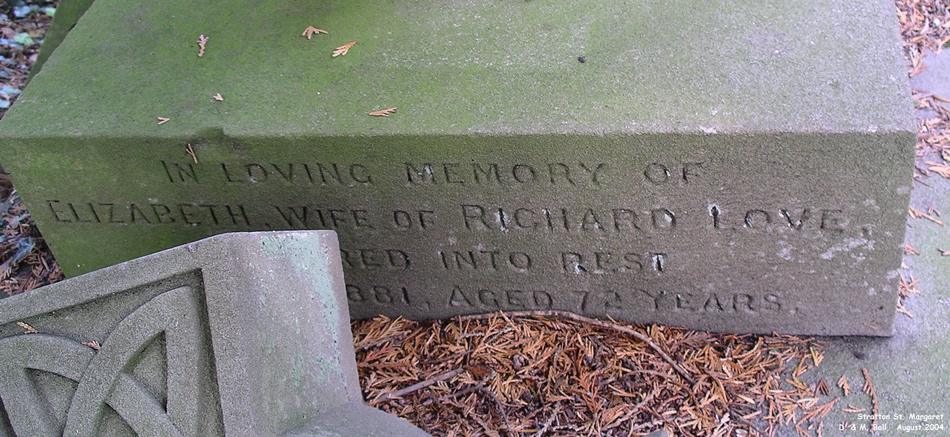 IN LOVING MEMORY OF
ELIZABETH, WIFE OF RICHARD LOVE,
RED INTO REST
881, AGED 72 YEARS.
Stratton St. Margaret
D. & M. Ball August 2004